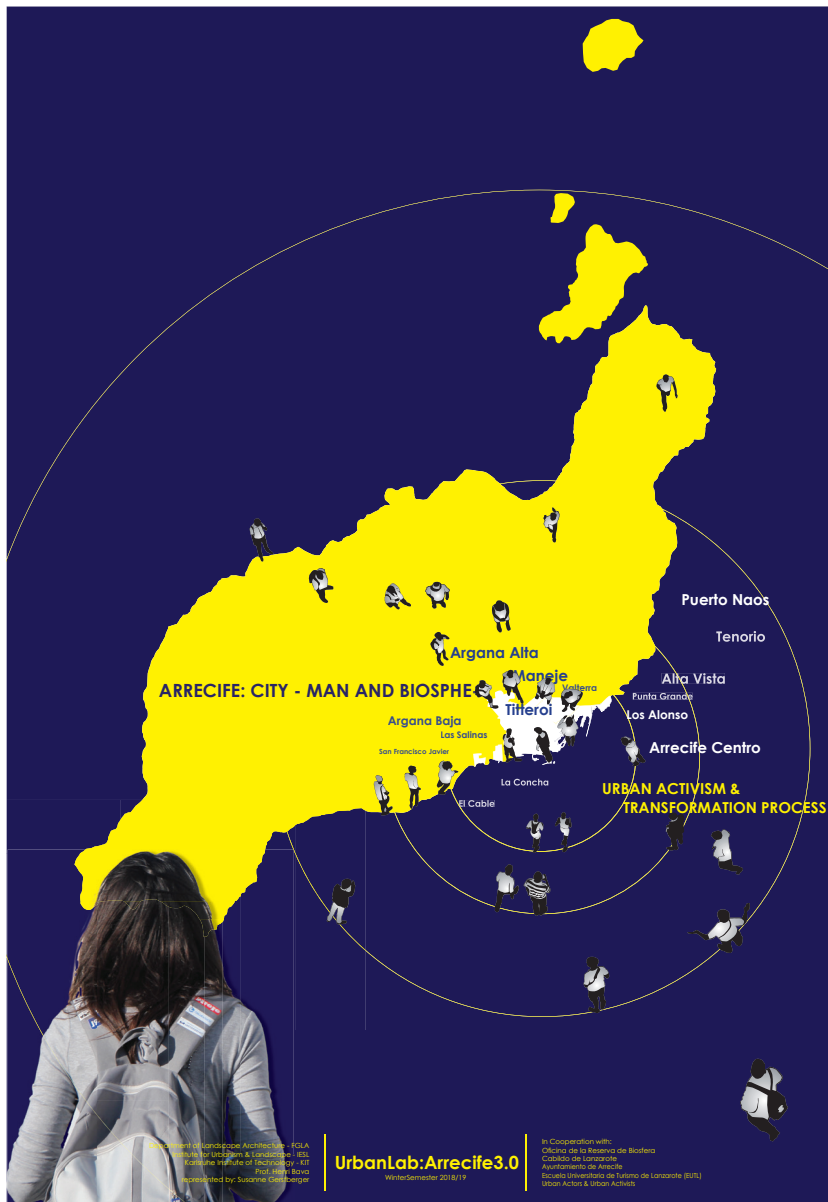 Puerto Naos
Tenorio
Argana Alta
Maneje
Alta Vista
Valterra
ARRECIFE: CITY - MAN AND BIOSPHE
Punta Grande
Titteroi
Los Alonso
Argana Baja
Las Salinas
San Francisco Javier
Arrecife Centro
La Concha
URBAN ACTIVISM &
El Cable
TRANSFORMATION PROCESS
of Landscape Architecture - FGLA
Institute for Urbanism & Landscape - IESL
Karlsruhe Institute of Technology - KIT
Prof. Henri Bava
represented by: Susanne Gerstberger
UrbanLab:Arrecife3.0
WinterSemester 2018/19
In Cooperation with:
Oficina de la Reserva de Biosfera
Cabildo de Lanzarote
Ayuntamiento de Arrecife
Escuela Universitaria de Turismo de Lanzarote (EUTL)
Urban Actors & Urban Activists